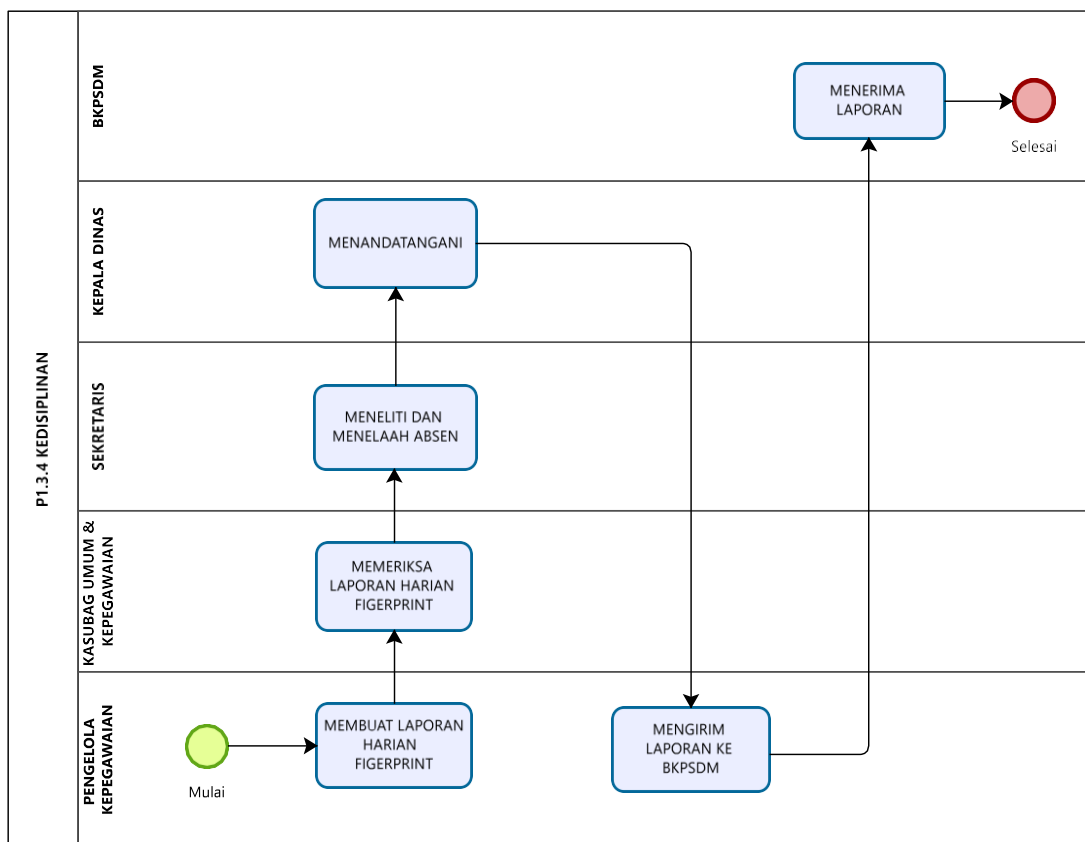 P1.3.4 KEDISIPLINAN
BKPSDM
MENERIMA
LAPORAN
Selesai
KEPALA DINAS
MENANDATANGANI
SEKRETARIS
MENELITI DAN
MENELAAH ABSEN
KASUBAG UMUM &
KEPEGAWAIAN
MEMERIKSA
LAPORAN HARIAN
FIGERPRINT
PENGELOLA
KEPEGAWAIAN
Mulai
MEMBUAT LAPORAN
HARIAN
FIGERPRINT
MENGIRIM
LAPORAN KE
BKPSDM